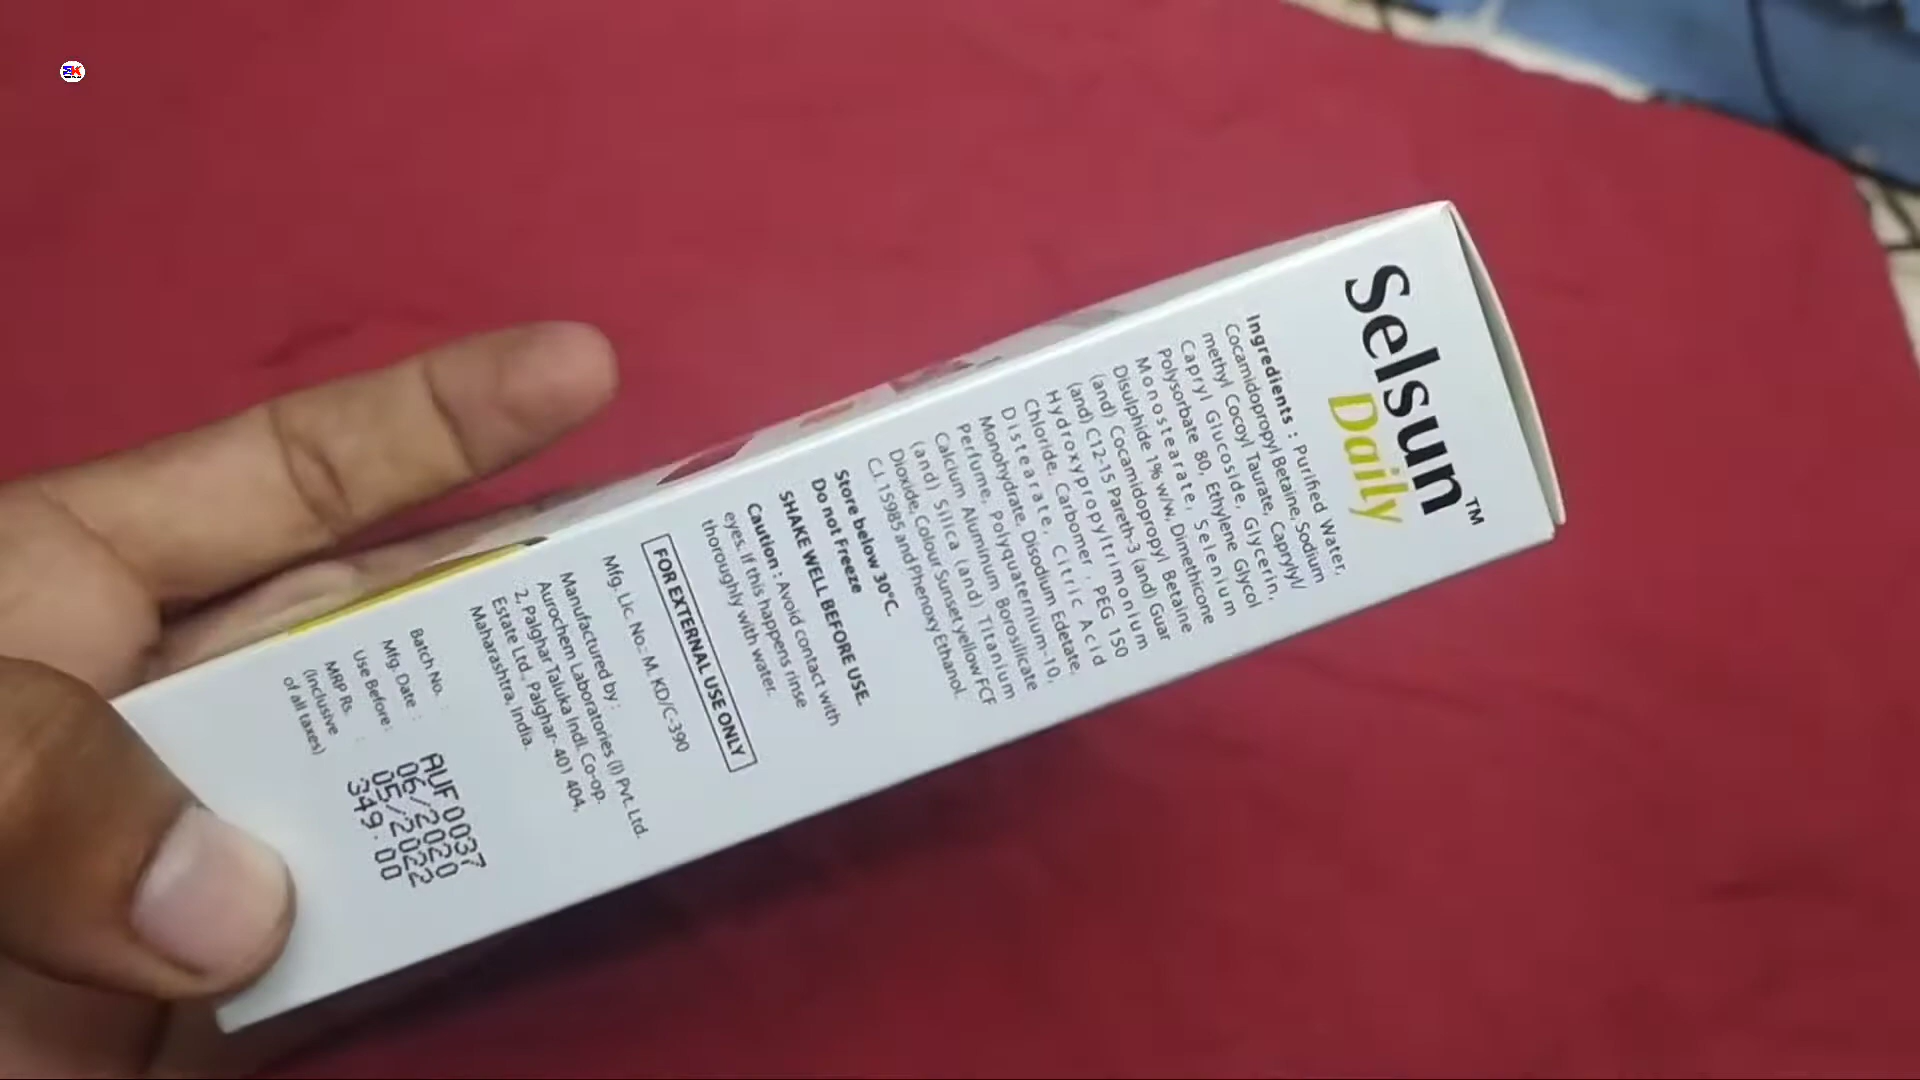 Selsun™
Daily
Ingredients : Purified Water,
Cocamidopropyl Betaine, Sodium
methyl Cocoyl Taurate, Caprylyl/
Capryl Glucoside, Glycerin,
Polysorbate 80, Ethylene Glycol
Monostearate, Selenium
Disulphide 1% w/w, Dimethicone
(and) Cocamidopropyl Betaine
(and) C12-15 Pareth-3 (and) Guar
Hydroxypropyltrimonium
Chloride, Carbomer, PEG 150
Distearate, Citric Acid
Monohydrate, Disodium Edetate,
Perfume, Polyquaternium-10,
Calcium Aluminum Borosilicate
(and) Silica (and) Titanium
Dioxide, Colour Sunset yellow FCF
C.I. 15985 and Phenoxy Ethanol.
Store below 30°C.
Do not Freeze
SHAKE WELL BEFORE USE.
Caution : Avoid contact with
eyes. If this happens rinse
thoroughly with water.
FOR EXTERNAL USE ONLY
Mfg. Lic. No.: M. KD/C-390
Manufactured by :
Aurochem Laboratories (I) Pvt. Ltd.
2, Palghar Taluka Indl. Co-op.
Estate Ltd., Palghar- 401 404,
Maharashtra, India.
Batch No. : AUF0037
Mfg. Date : 06/2020
Use Before : 05/2022
MRP Rs. : 349.00
(Inclusive
of all taxes)